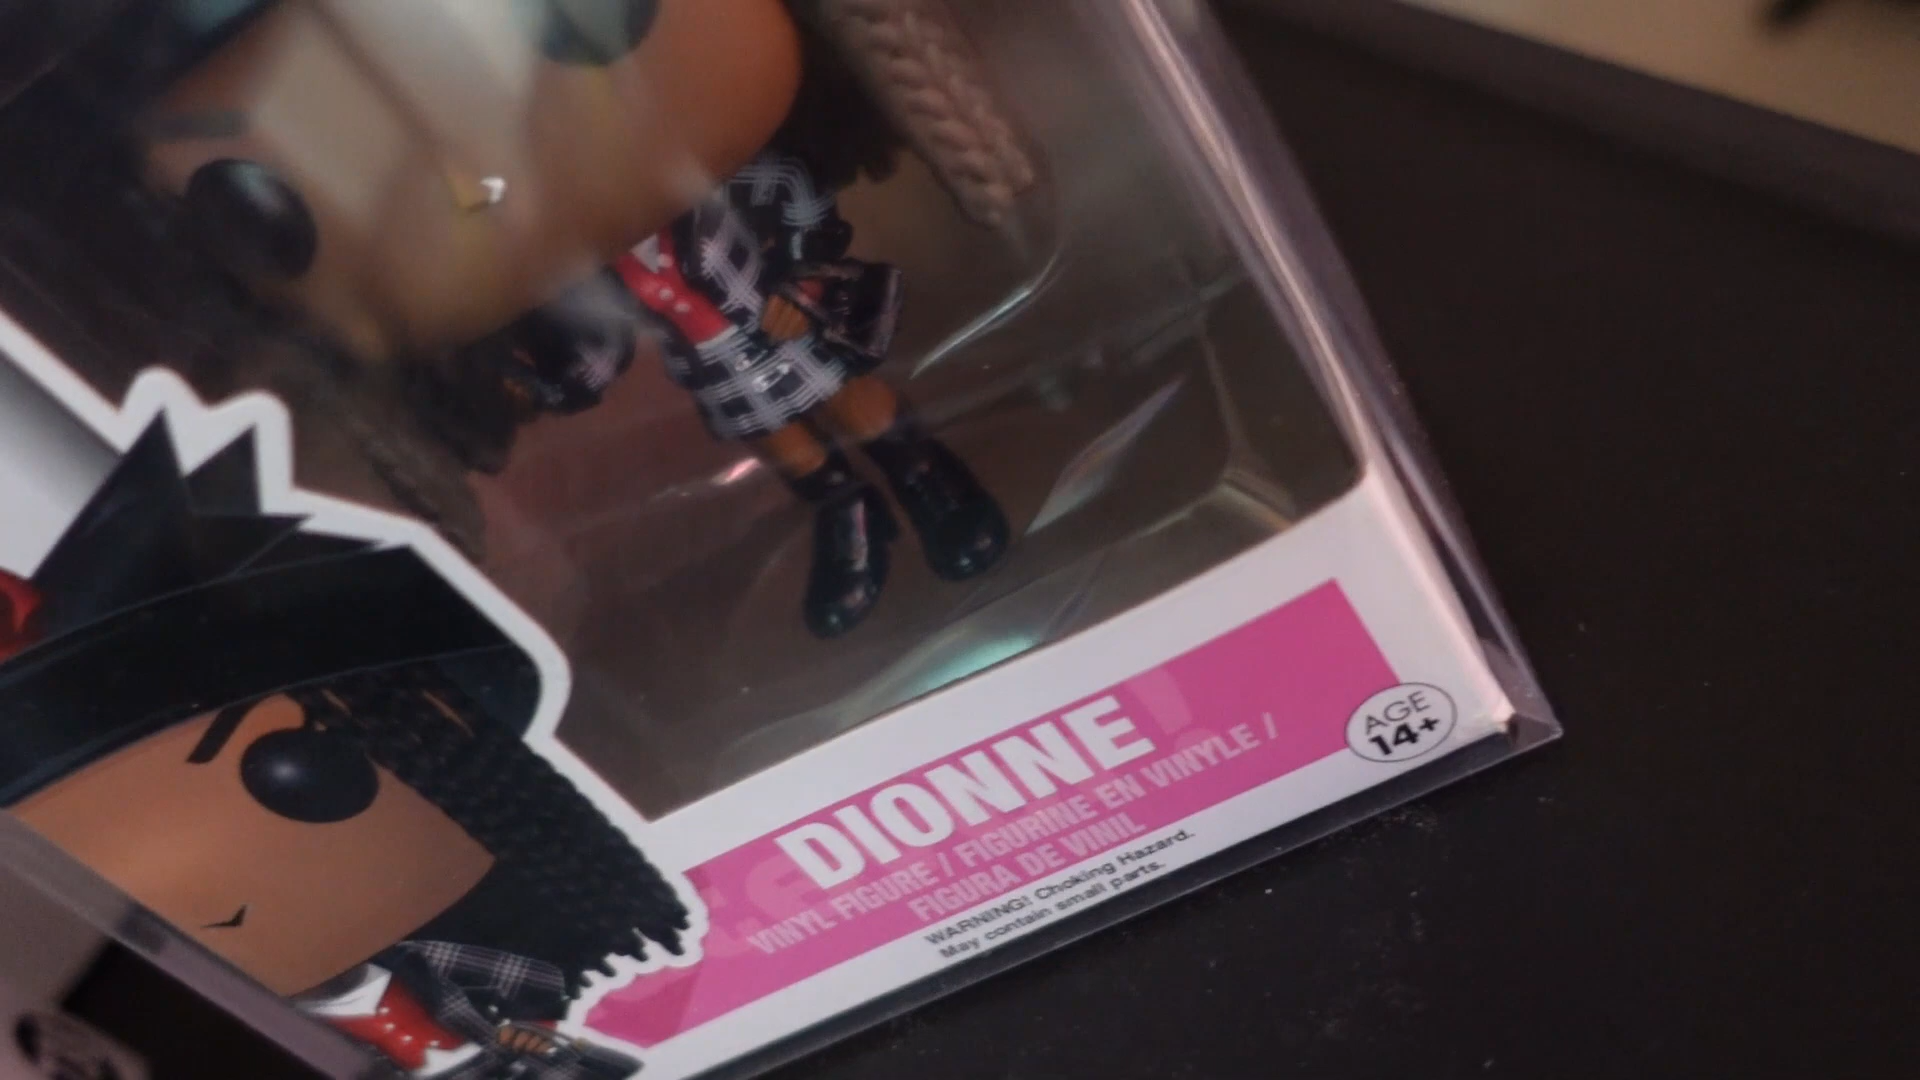 DIONNE
VINYL FIGURE / FIGURINE EN VINYLE /
FIGURA DE VINIL
WARNING! Choking Hazard.
May contain small parts.
AGE
14+